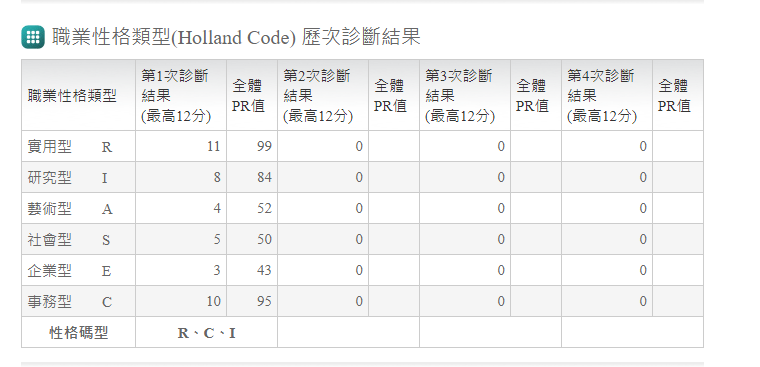 職業性格類型(Holland Code) 歷次診斷結果
職業性格類型 第1次診斷結果(最高12分) 全體PR值 第2次診斷結果(最高12分) 全體PR值 第3次診斷結果(最高12分) 全體PR值 第4次診斷結果(最高12分) 全體PR值
實用型 R 11 99 0 0 0
研究型 I 8 84 0 0 0
藝術型 A 4 52 0 0 0
社會型 S 5 50 0 0 0
企業型 E 3 43 0 0 0
事務型 C 10 95 0 0 0
性格碼型 R、C、I